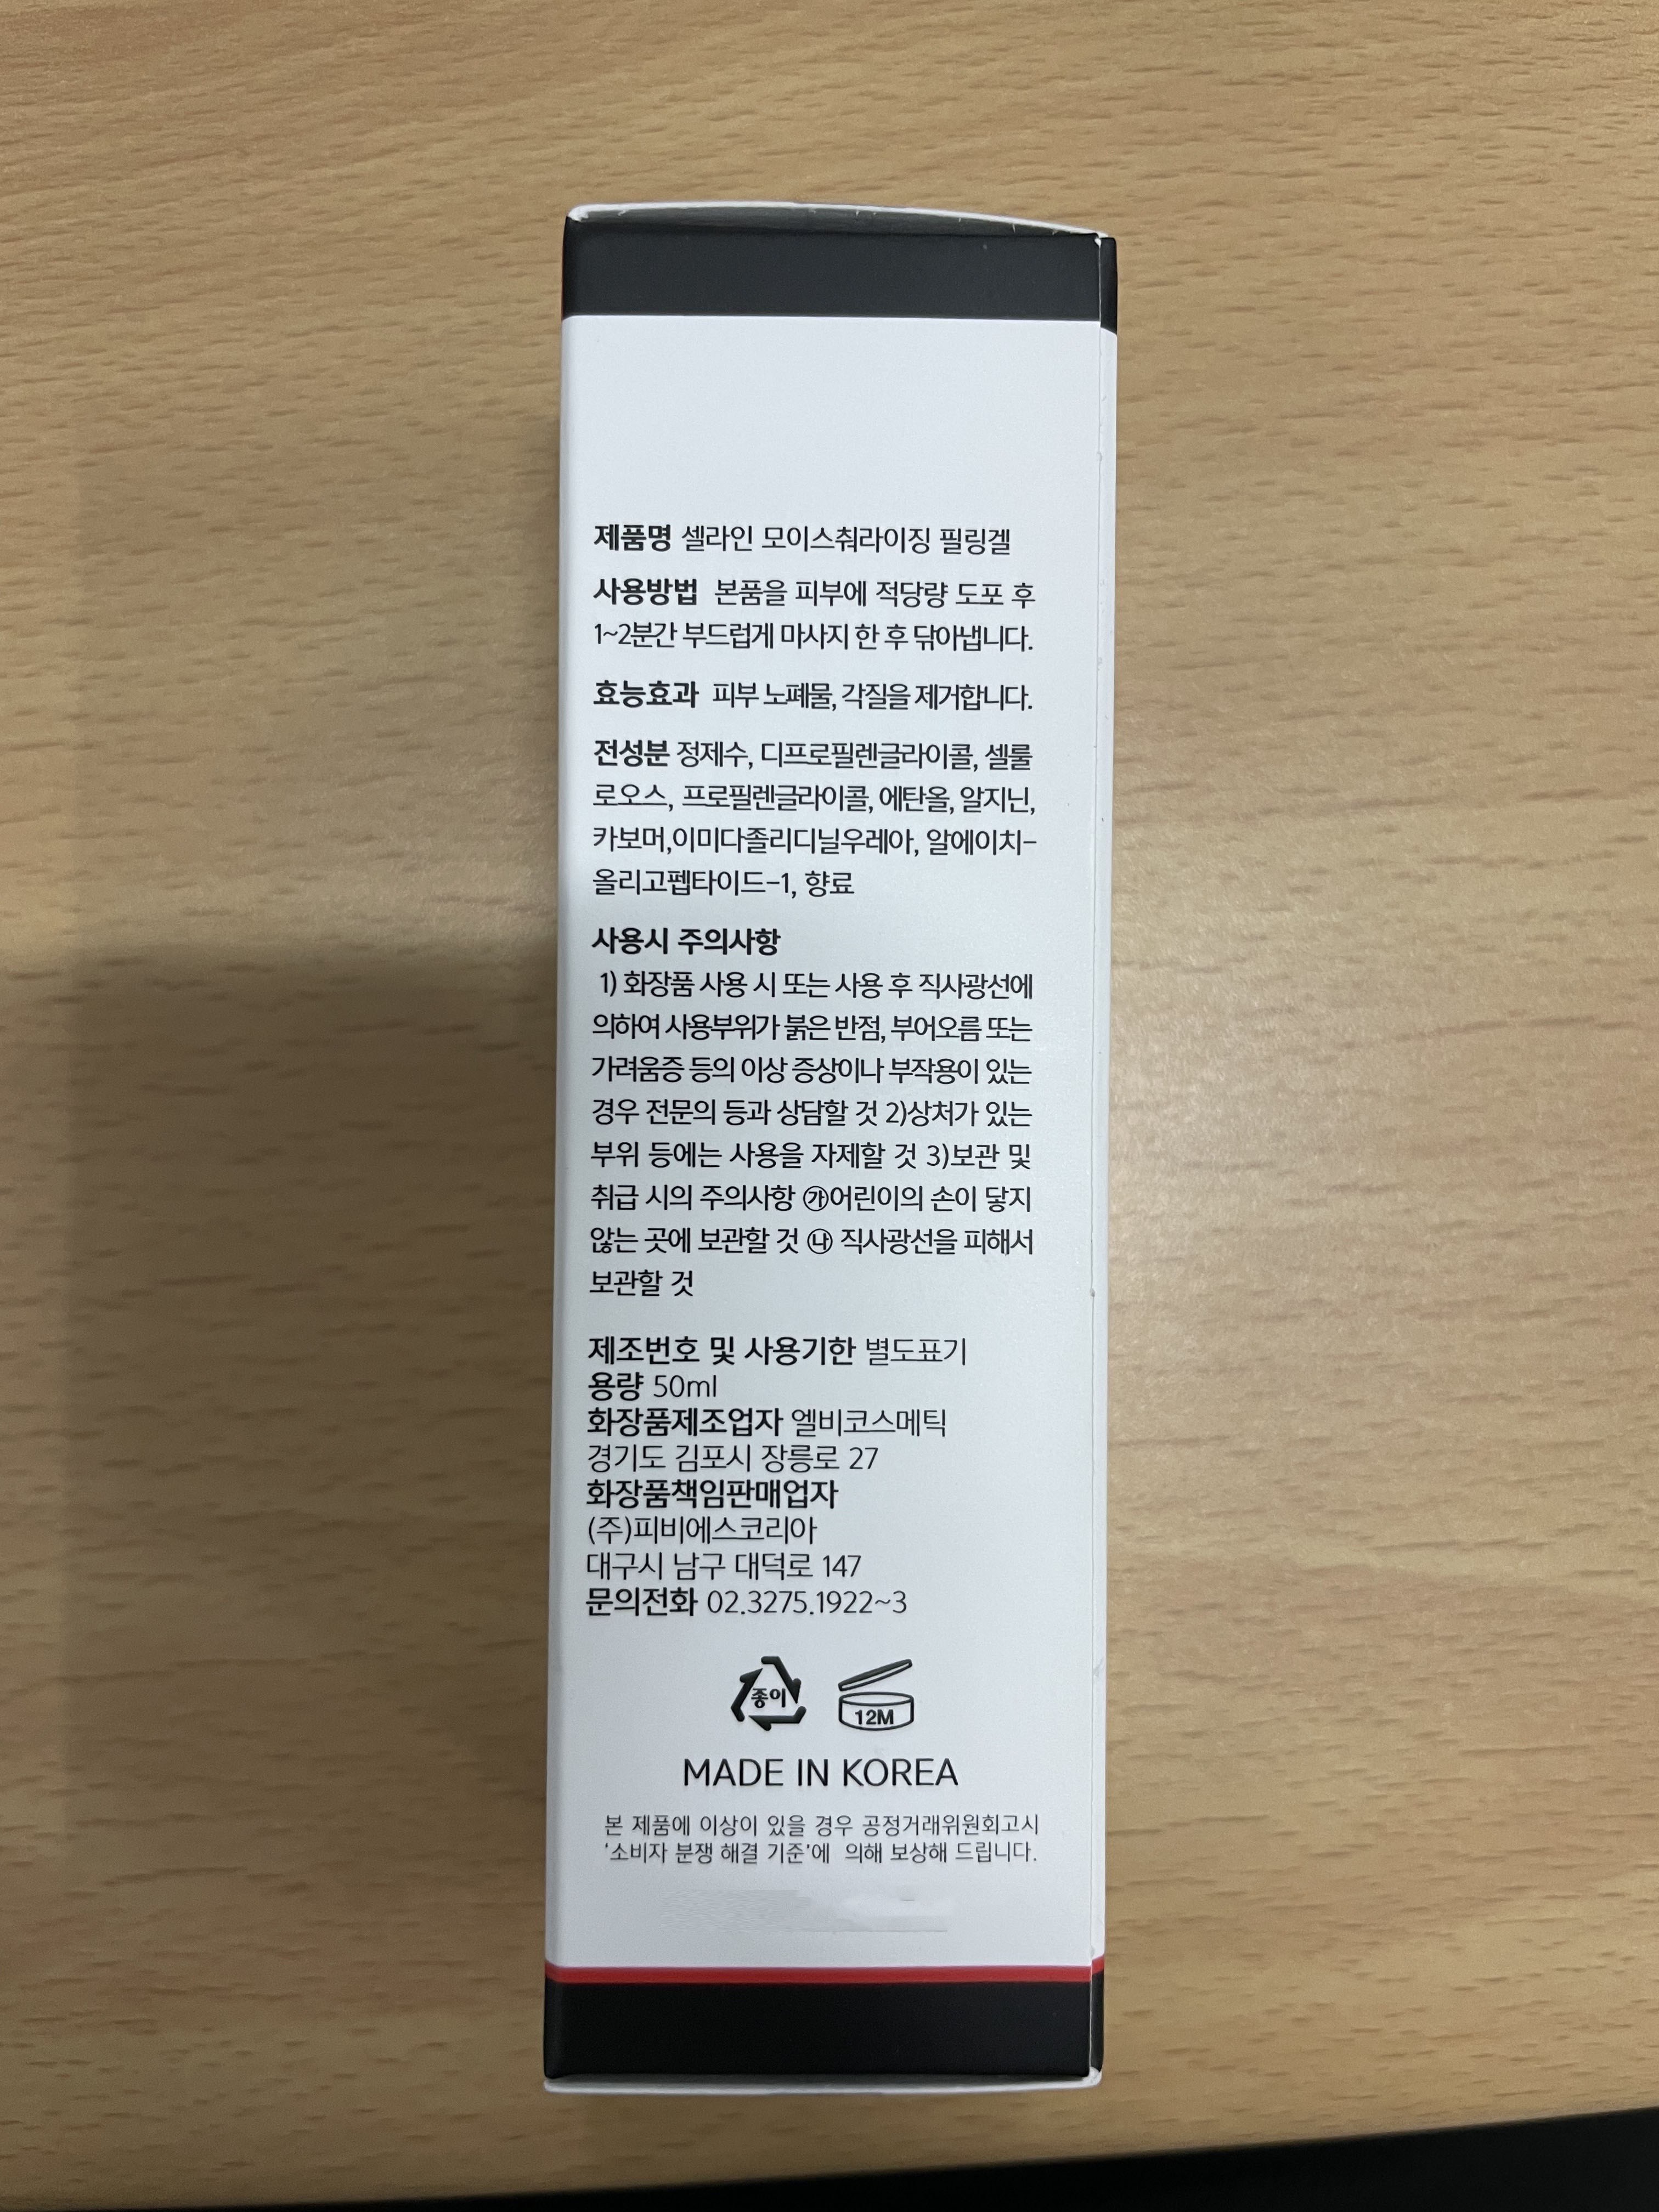 제품명 셀라인 모이스춰라이징 필링겔
사용방법 본품을 피부에 적당량 도포 후
1~2분간 부드럽게 마사지 한 후 닦아냅니다.
효능효과 피부 노폐물, 각질을 제거합니다.
전성분 정제수, 디프로필렌글라이콜, 셀룰
로오스, 프로필렌글라이콜, 에탄올, 알지닌,
카보머,이미다졸리디닐우레아, 알에이치-
올리고펩타이드-1, 향료
사용시 주의사항
1) 화장품 사용 시 또는 사용 후 직사광선에
의하여 사용부위가 붉은 반점, 부어오름 또는
가려움증 등의 이상 증상이나 부작용이 있는
경우 전문의 등과 상담할 것 2)상처가 있는
부위 등에는 사용을 자제할 것 3)보관 및
취급 시의 주의사항 ㉮어린이의 손이 닿지
않는 곳에 보관할 것 ㉯ 직사광선을 피해서
보관할 것
제조번호 및 사용기한 별도표기
용량 50ml
화장품제조업자 엘비코스메틱
경기도 김포시 장릉로 27
화장품책임판매업자
(주)피비에스코리아
대구시 남구 대덕로 147
문의전화 02.3275.1922~3
종이
12M
MADE IN KOREA
본 제품에 이상이 있을 경우 공정거래위원회고시
'소비자 분쟁 해결 기준'에 의해 보상해 드립니다.